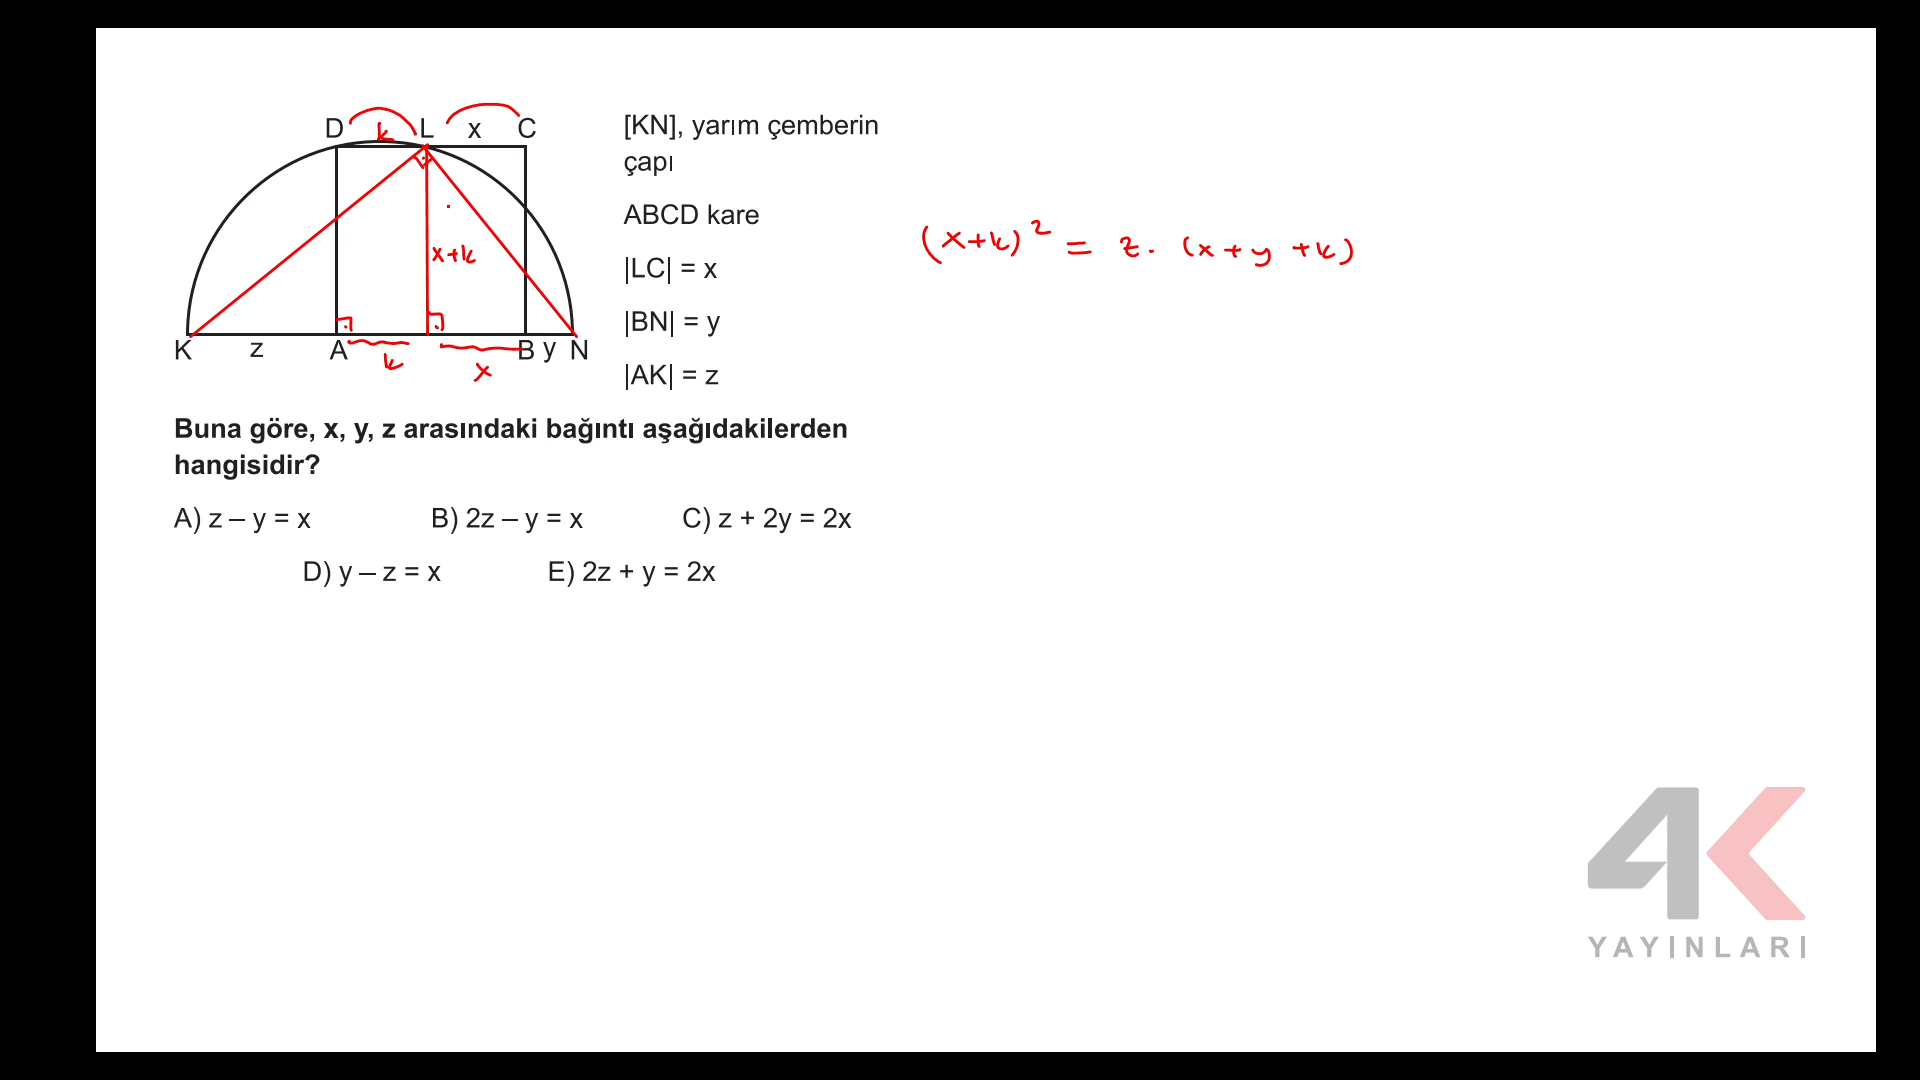 D k L x C
x+k
K z A B y N
k x
[KN], yarım çemberin
çapı
ABCD kare
|LC| = x
|BN| = y
|AK| = z
(x+k)² = z. (x+y+k)
Buna göre, x, y, z arasındaki bağıntı aşağıdakilerden
hangisidir?
A) z – y = x B) 2z – y = x C) z + 2y = 2x
D) y – z = x E) 2z + y = 2x
4K
YAYINLARI